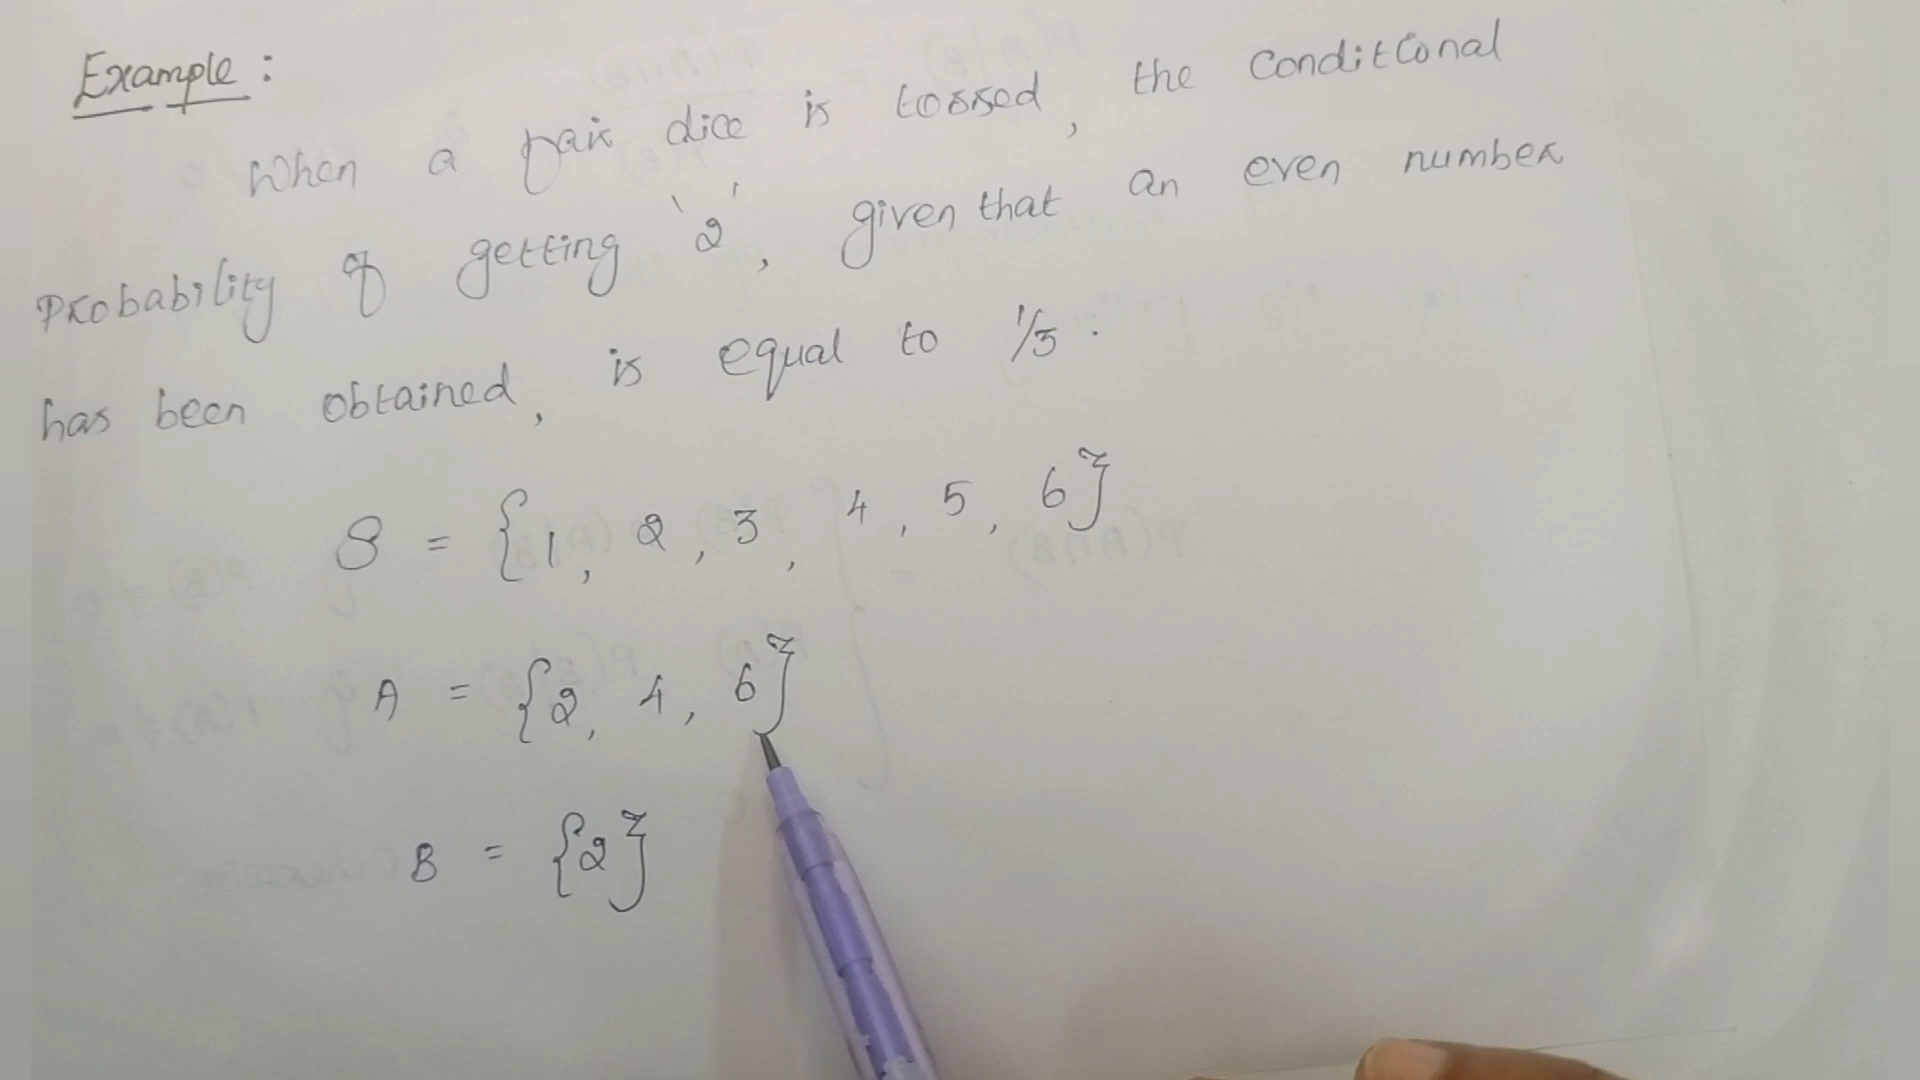 Example:
When a fair dice is tossed, the conditional
Probability of getting '2', given that an even number
has been obtained, is equal to 1/3.
S = {1, 2, 3, 4, 5, 6}
A = {2, 4, 6}
B = {2}